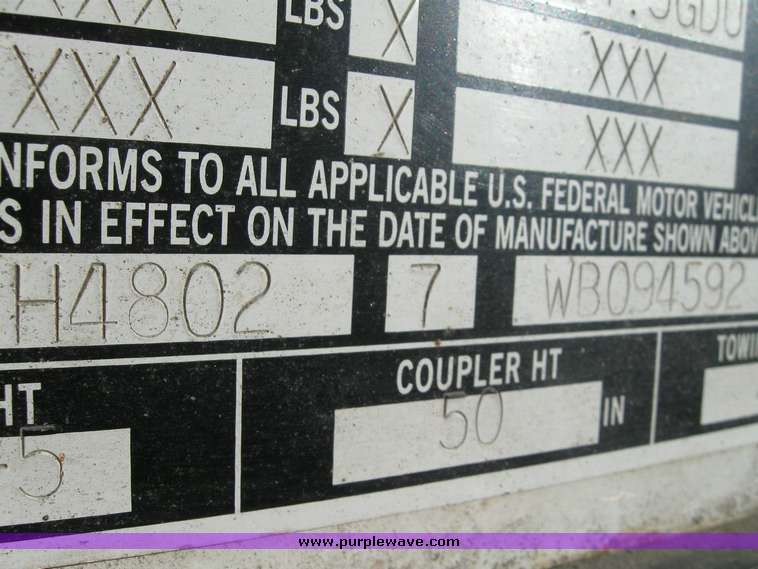 LBS X
XXX LBS X XXX
XXX
NFORMS TO ALL APPLICABLE U.S. FEDERAL MOTOR VEHICL
S IN EFFECT ON THE DATE OF MANUFACTURE SHOWN ABOV
H4802 7 WB094592
HT COUPLER HT TOWI
-5 50 IN
www.purplewave.com